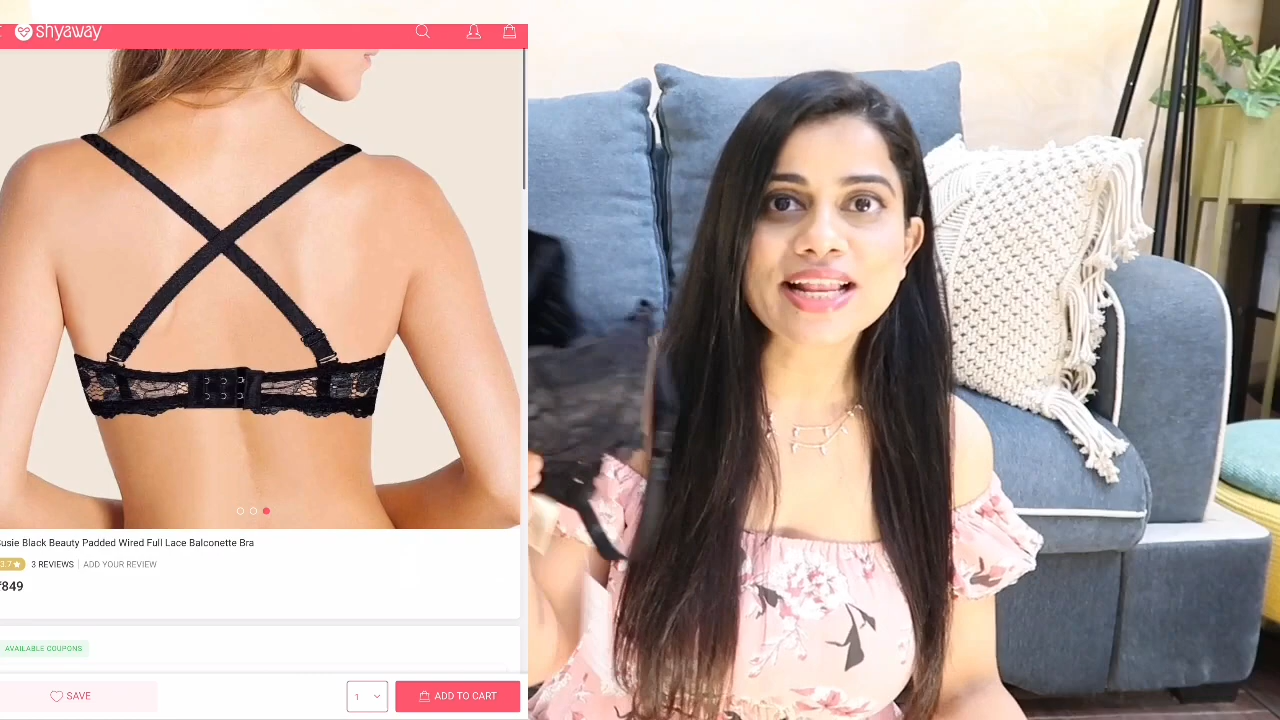 shyaway
Susie Black Beauty Padded Wired Full Lace Balconette Bra
3.7 3 REVIEWS | ADD YOUR REVIEW
₹849
AVAILABLE COUPONS
SAVE
1
ADD TO CART